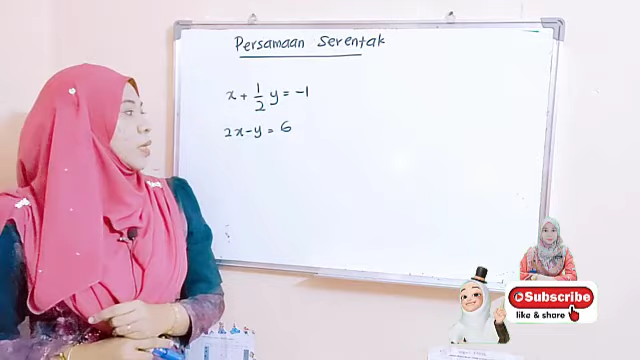 Persamaan Serentak
x + 1/2 y = -1
2x - y = 6
Subscribe
like & share